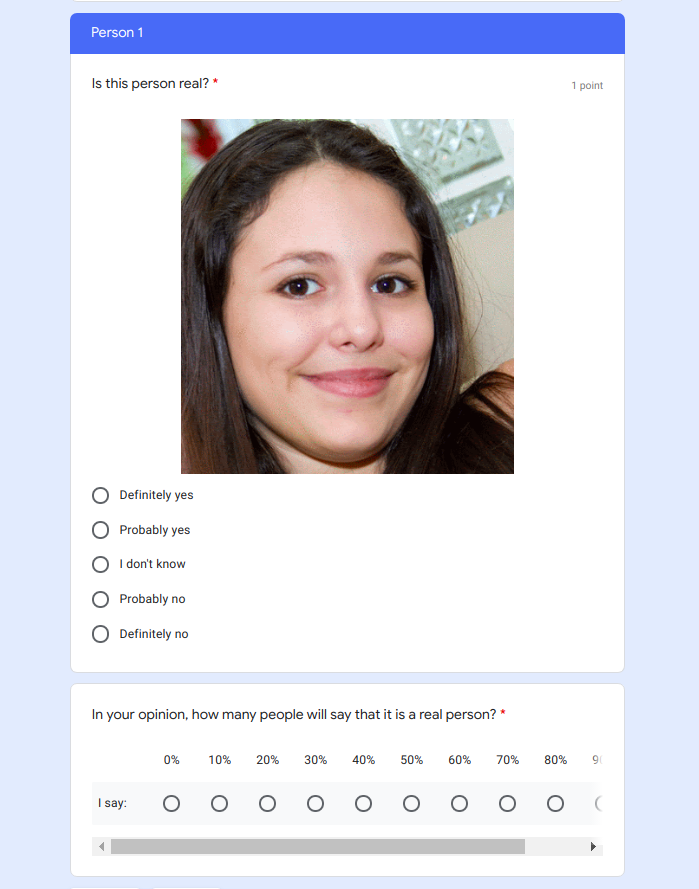 Person 1
Is this person real? *
1 point
Definitely yes
Probably yes
I don't know
Probably no
Definitely no
In your opinion, how many people will say that it is a real person? *
0% 10% 20% 30% 40% 50% 60% 70% 80%
I say: